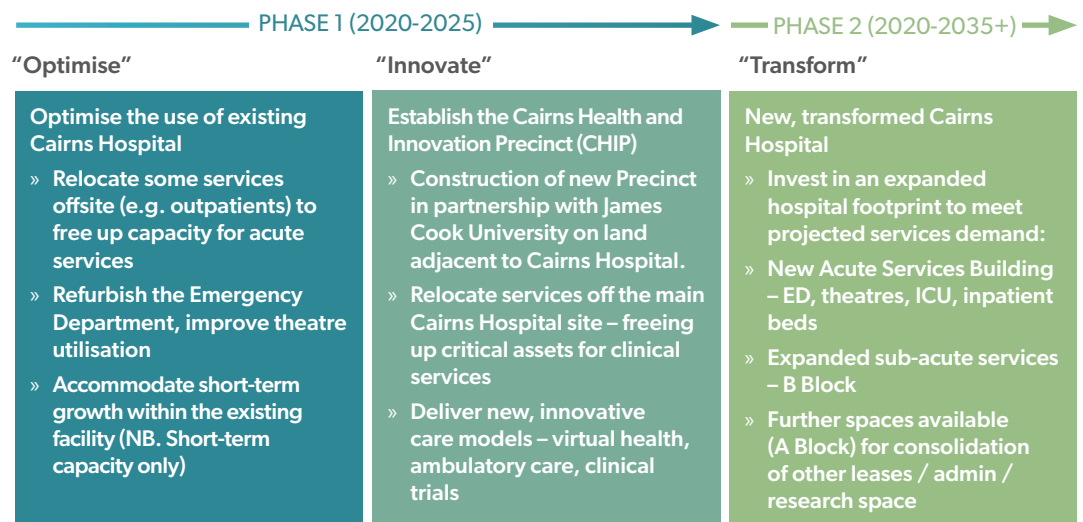 PHASE 1 (2020-2025)
PHASE 2 (2020-2035+)
“Optimise”
Optimise the use of existing
Cairns Hospital
» Relocate some services
offsite (e.g. outpatients) to
free up capacity for acute
services
» Refurbish the Emergency
Department, improve theatre
utilisation
» Accommodate short-term
growth within the existing
facility (NB. Short-term
capacity only)
“Innovate”
Establish the Cairns Health and
Innovation Precinct (CHIP)
» Construction of new Precinct
in partnership with James
Cook University on land
adjacent to Cairns Hospital.
» Relocate services off the main
Cairns Hospital site – freeing
up critical assets for clinical
services
» Deliver new, innovative
care models – virtual health,
ambulatory care, clinical
trials
“Transform”
New, transformed Cairns
Hospital
» Invest in an expanded
hospital footprint to meet
projected services demand:
» New Acute Services Building
– ED, theatres, ICU, inpatient
beds
» Expanded sub-acute services
– B Block
» Further spaces available
(A Block) for consolidation
of other leases / admin /
research space